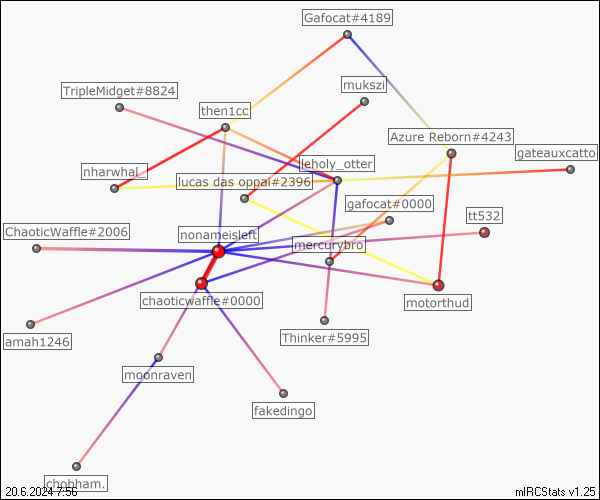 Gafocat#4189
mukszi
TripleMidget#8824
then1cc
Azure Reborn#4243
gateauxcatto
leholy_otter
nharwhal_
lucas das oppai#2396
gafocat#0000
tt532
ChaoticWaffle#2006
nonameisleft
mercurybro
chaoticwaffle#0000
motorthud
Thinker#5995
amah1246
moonraven
fakedingo
chobham.
20.6.2024 7:56
mIRCStats v1.25